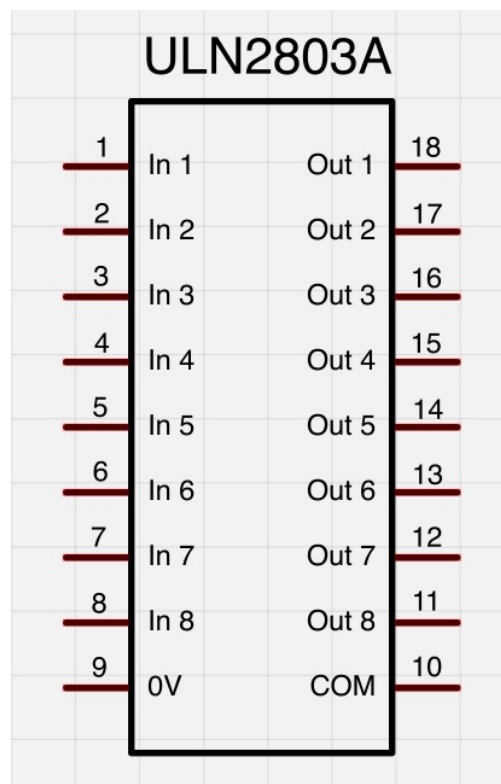 ULN2803A
1 In 1 Out 1 18
2 In 2 Out 2 17
3 In 3 Out 3 16
4 In 4 Out 4 15
5 In 5 Out 5 14
6 In 6 Out 6 13
7 In 7 Out 7 12
8 In 8 Out 8 11
9 0V COM 10